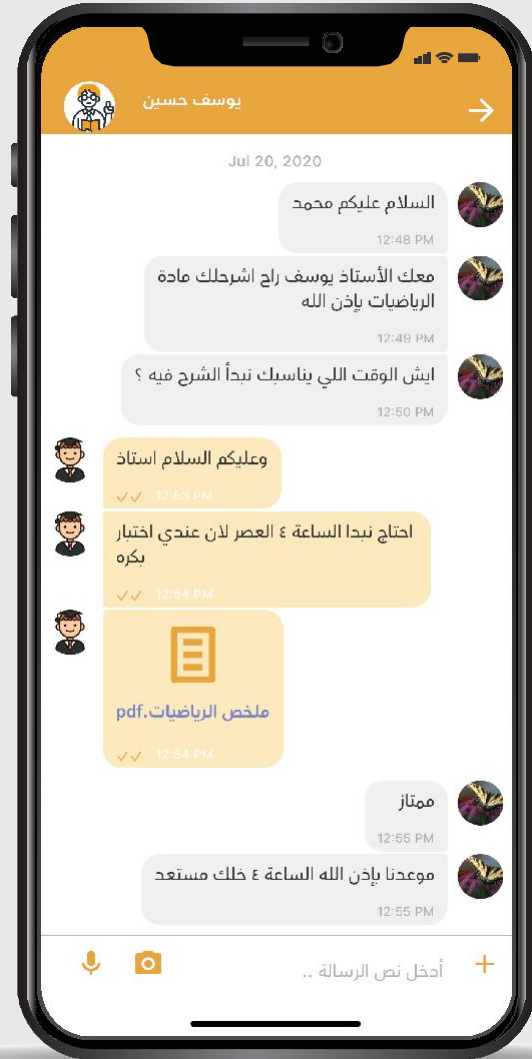 يوسف حسين
Jul 20, 2020
السلام عليكم محمد
12:48 PM
معك الأستاذ يوسف راح اشرحلك مادة
الرياضيات بإذن الله
12:49 PM
ايش الوقت اللي يناسبك نبدأ الشرح فيه ؟
12:50 PM
وعليكم السلام استاذ
12:53 PM
احتاج نبدا الساعة ٤ العصر لان عندي اختبار
بكره
12:54 PM
ملخص الرياضيات.pdf
12:54 PM
ممتاز
12:55 PM
موعدنا بإذن الله الساعة ٤ خلك مستعد
12:55 PM
أدخل نص الرسالة ..